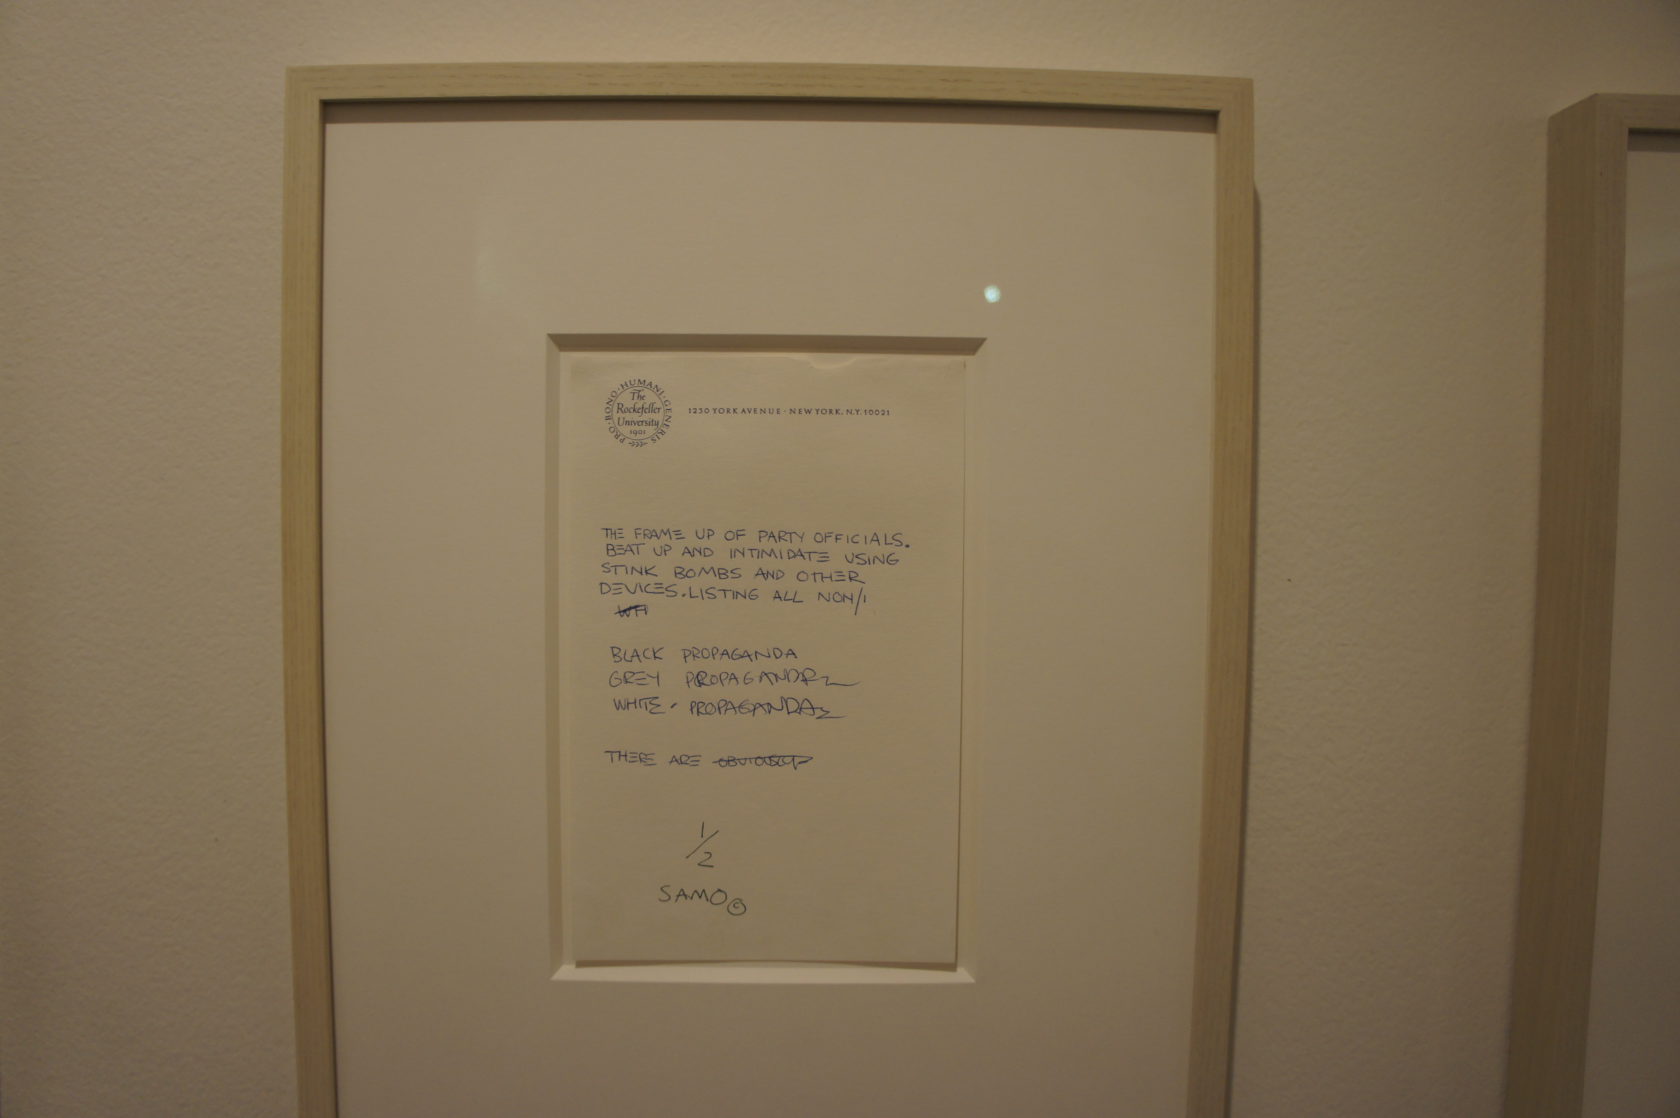 PRO·BONO·HUMANI·GENERIS
The
Rockefeller
University
1901
1230 YORK AVENUE · NEW YORK, N.Y. 10021
THE FRAME UP OF PARTY OFFICIALS.
BEAT UP AND INTIMIDATE USING
STINK BOMBS AND OTHER
DEVICES. LISTING ALL NON/
BLACK PROPAGANDA
GREY PROPAGANDA
WHITE · PROPAGANDA
THERE ARE OBVIOUSLY
1/2
SAMO©